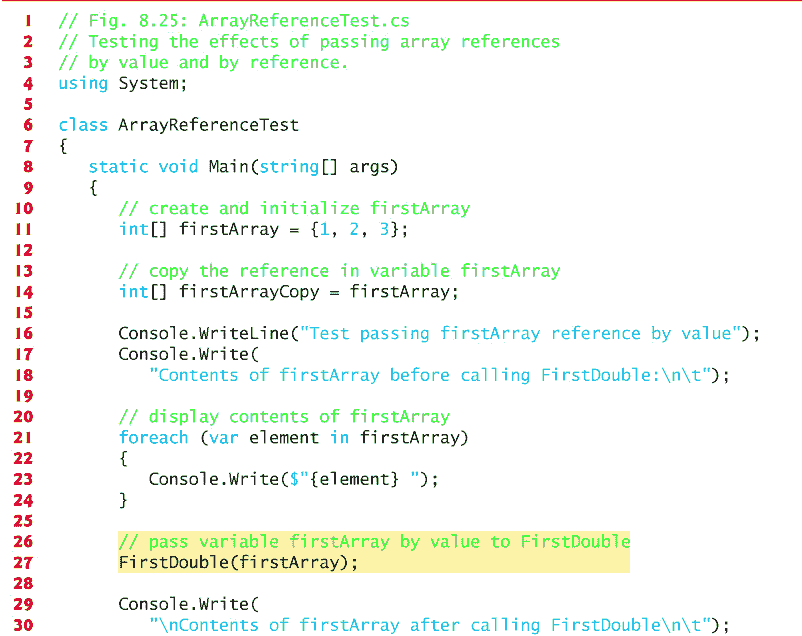 1 // Fig. 8.25: ArrayReferenceTest.cs
2 // Testing the effects of passing array references
3 // by value and by reference.
4 using System;
5
6 class ArrayReferenceTest
7 {
8 static void Main(string[] args)
9 {
10 // create and initialize firstArray
11 int[] firstArray = {1, 2, 3};
12
13 // copy the reference in variable firstArray
14 int[] firstArrayCopy = firstArray;
15
16 Console.WriteLine("Test passing firstArray reference by value");
17 Console.Write(
18 "Contents of firstArray before calling FirstDouble:\n\t");
19
20 // display contents of firstArray
21 foreach (var element in firstArray)
22 {
23 Console.Write($"{element} ");
24 }
25
26 // pass variable firstArray by value to FirstDouble
27 FirstDouble(firstArray);
28
29 Console.Write(
30 "\nContents of firstArray after calling FirstDouble\n\t");